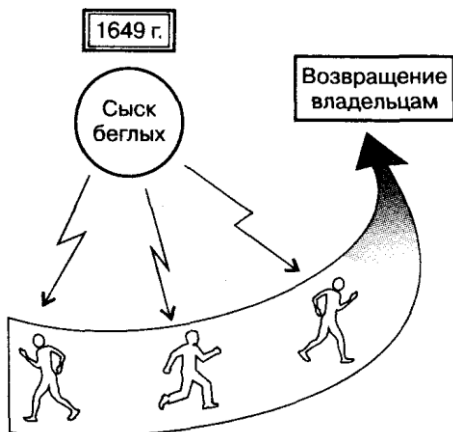 1649 г.
Сыск
беглых
Возвращение
владельцам